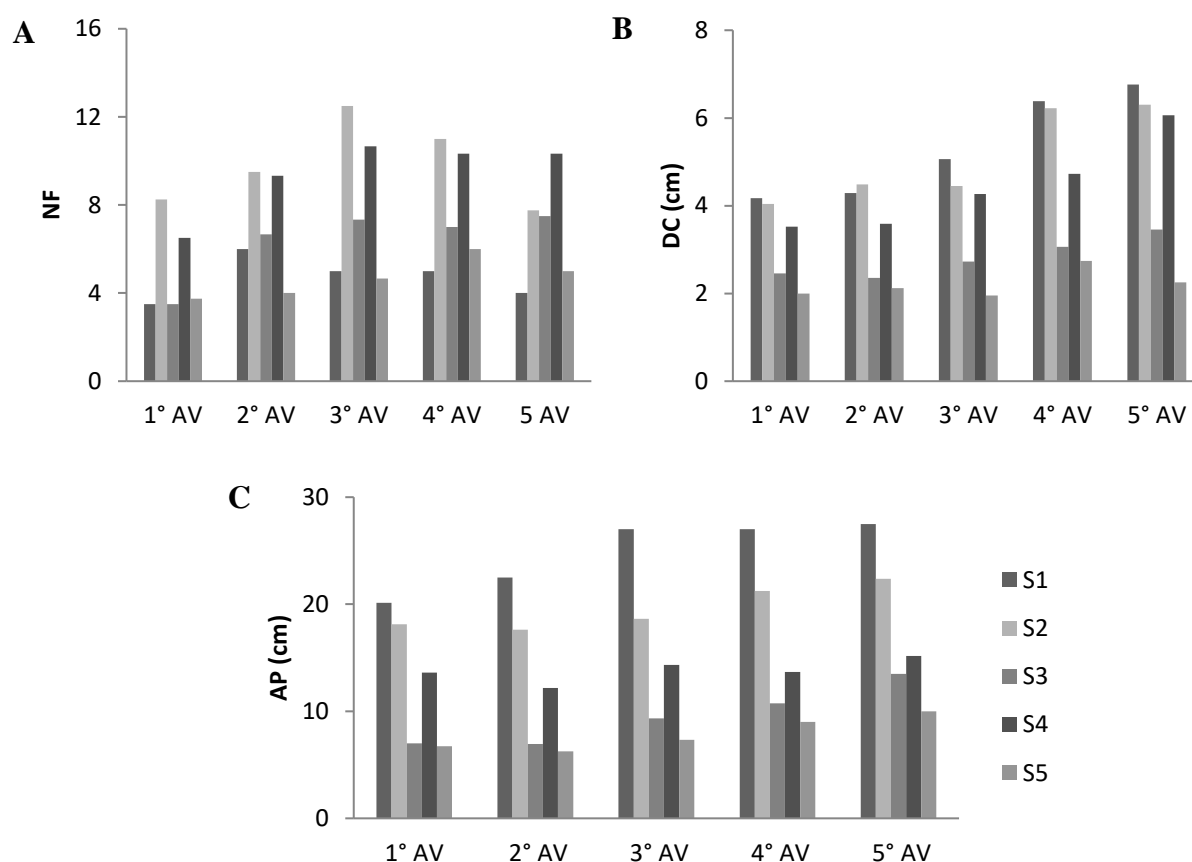 A
16
12
8
4
0
NF
1° AV 2° AV 3° AV 4° AV 5 AV
B
8
6
4
2
0
DC (cm)
1° AV 2° AV 3° AV 4° AV 5° AV
C
30
20
10
0
AP (cm)
1° AV 2° AV 3° AV 4° AV 5° AV
S1
S2
S3
S4
S5